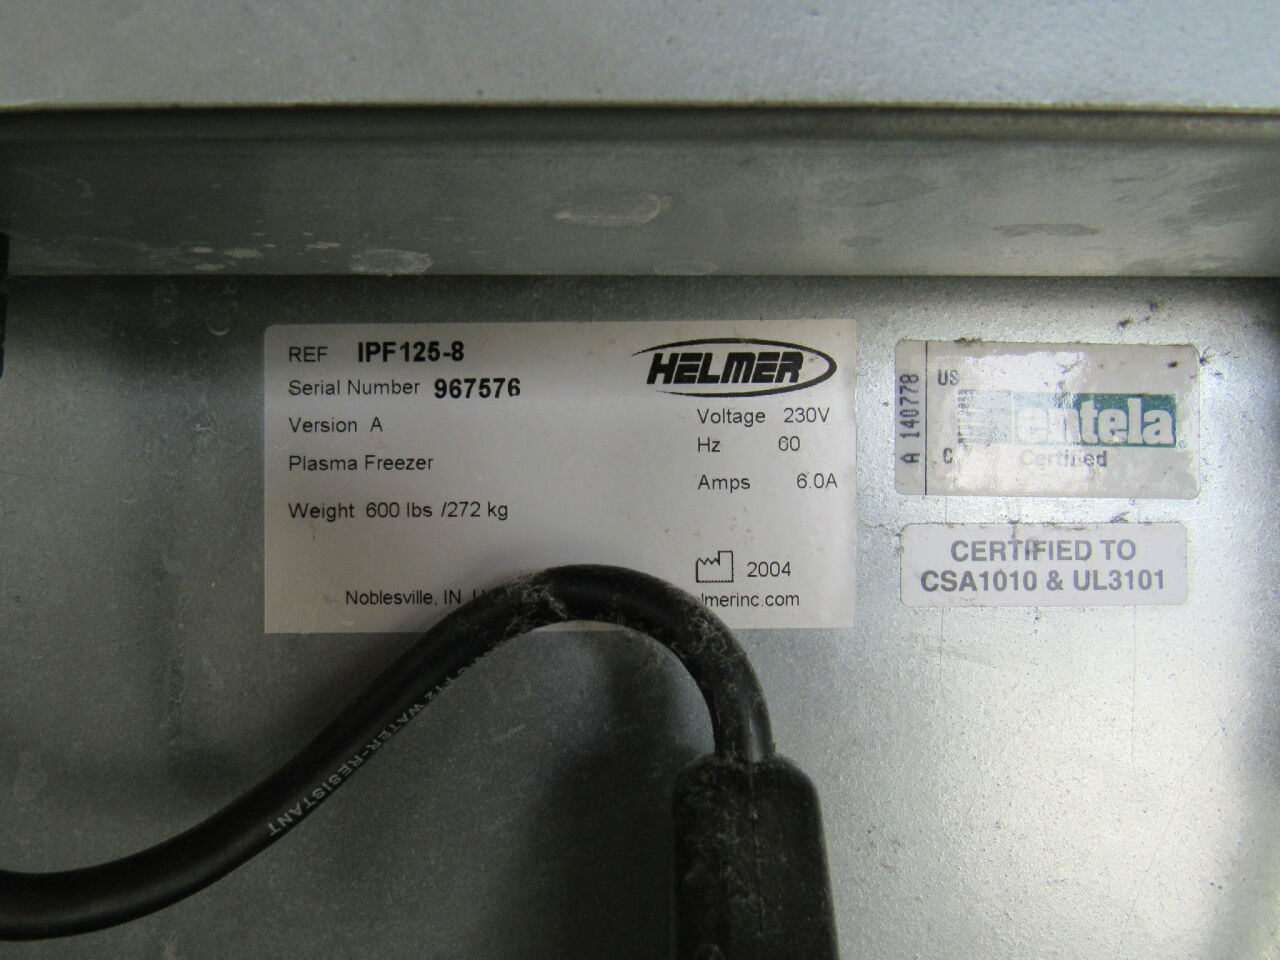 REF IPF125-8
Serial Number 967576
Version A
Plasma Freezer
Weight 600 lbs /272 kg
Noblesville, IN
HELMER
Voltage 230V
Hz 60
Amps 6.0A
2004
elmerinc.com
A 140778
US
C
entela
Certified
CERTIFIED TO
CSA1010 & UL3101
WATER-RESISTANT